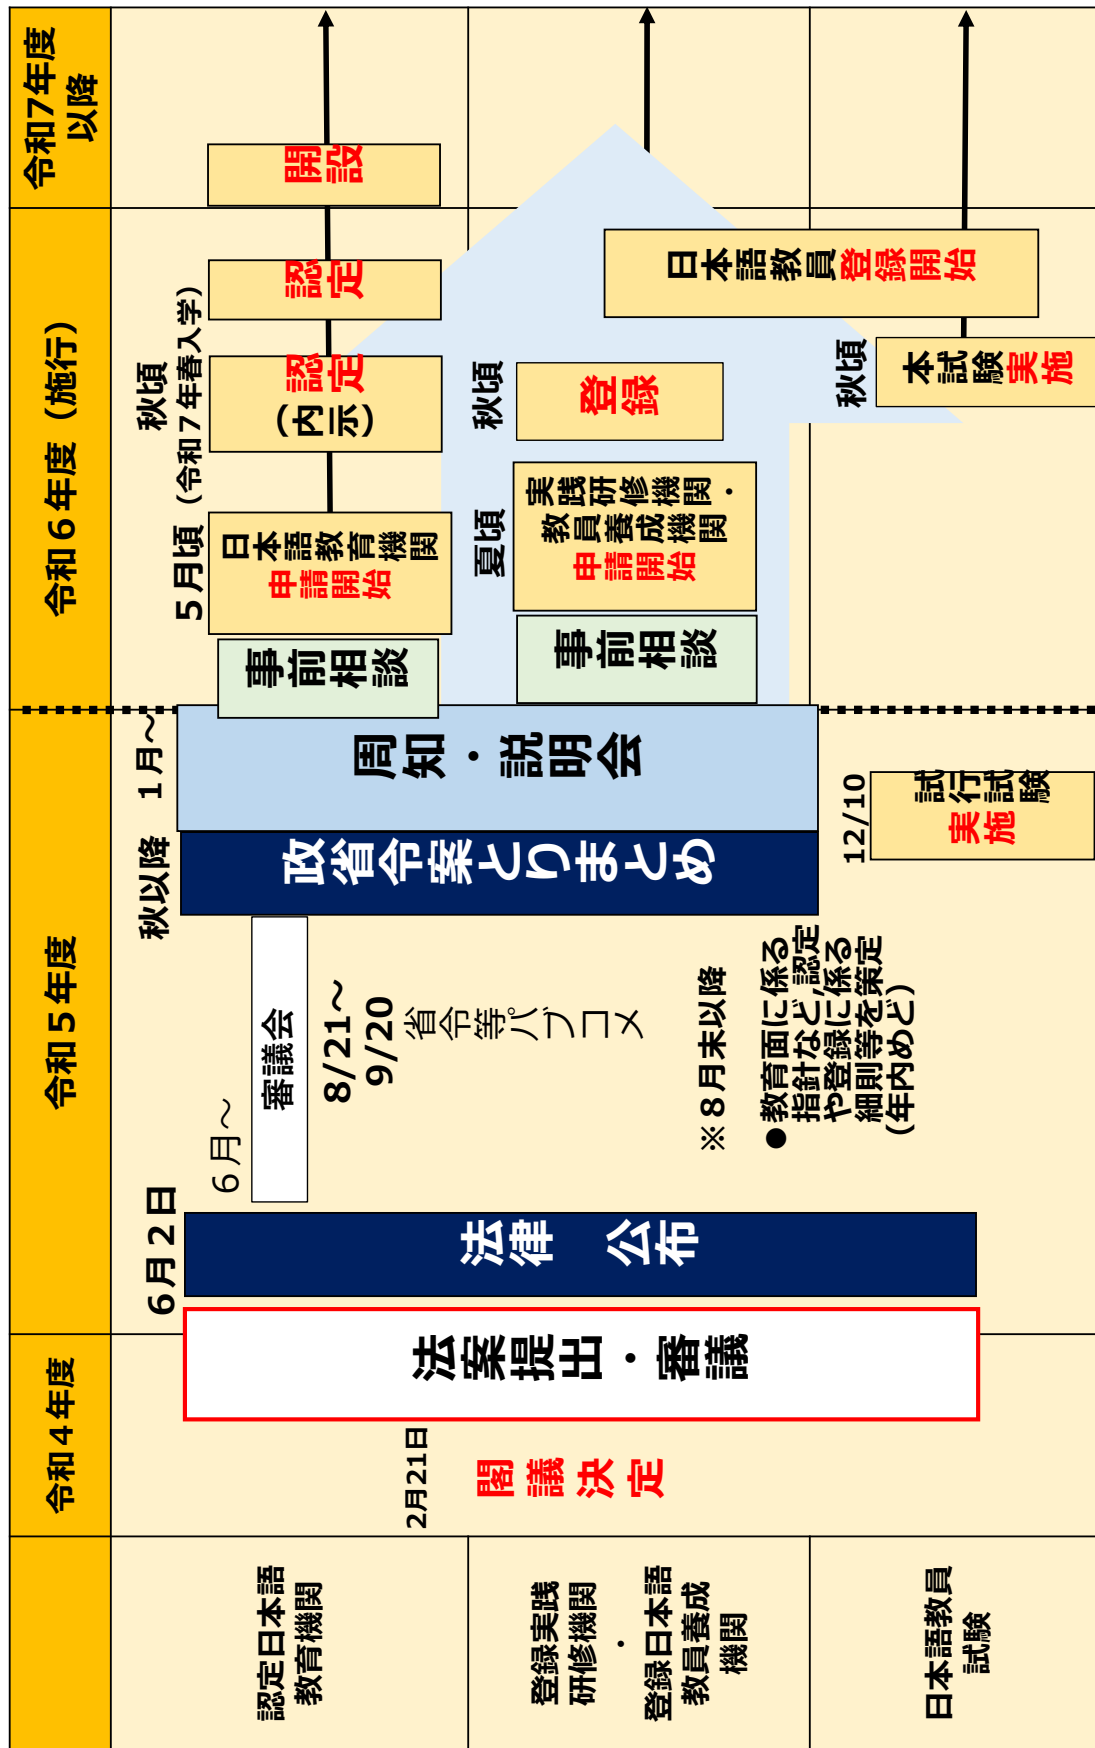 令和４年度
令和５年度
令和６年度（施行）
令和7年度
以降
認定日本語
教育機関
登録実践
研修機関
・
登録日本語
教員養成
機関
日本語教員
試験
2月21日
閣議決定
法案提出・審議
６月２日
法律　公布
６月～
審議会
8/21～
9/20
省令等パブコメ
※８月末以降
●教育面に係る
指針など,認定
や登録に係る
細則等を策定
(年内めど)
秋以降
政省令案とりまとめ
１月～
周知・説明会
12/10
試行試験
実施
事前相談
５月頃
日本語教育機関
申請開始
秋頃
（令和７年春入学）
認定
（内示）
認定
開設
事前相談
夏頃
実践研修機関・
教員養成機関
申請開始
秋頃
登録
秋頃
本試験実施
日本語教員登録開始